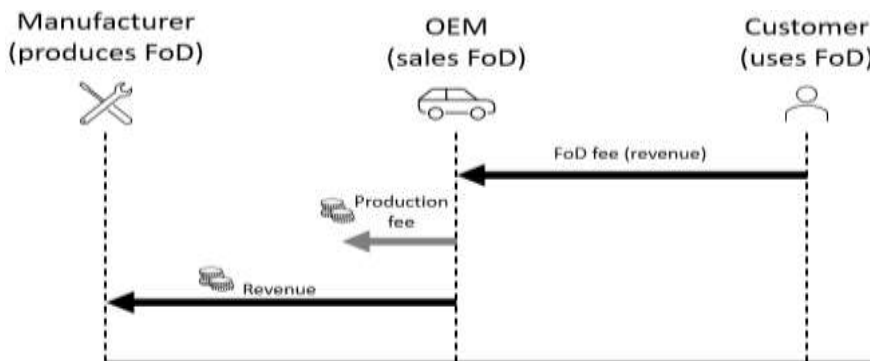 Manufacturer
(produces FoD)
OEM
(sales FoD)
Customer
(uses FoD)
FoD fee (revenue)
Production
fee
Revenue